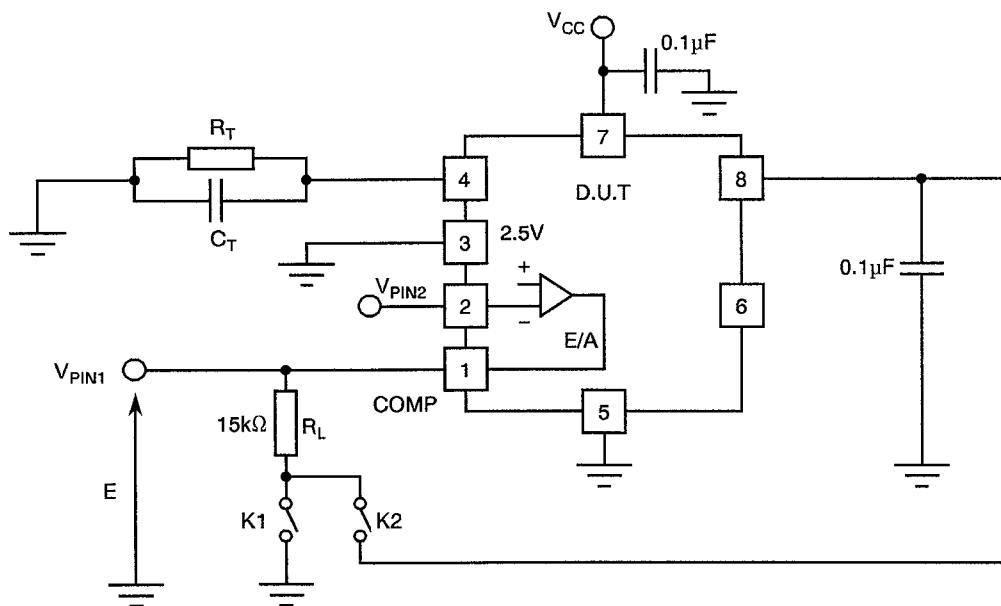 V_CC
0.1µF
R_T
7
4
8
D.U.T
C_T
3
2.5V
+
0.1µF
V_PIN2
2
6
−
E/A
V_PIN1
1
COMP
5
15kΩ
R_L
E
K1
K2